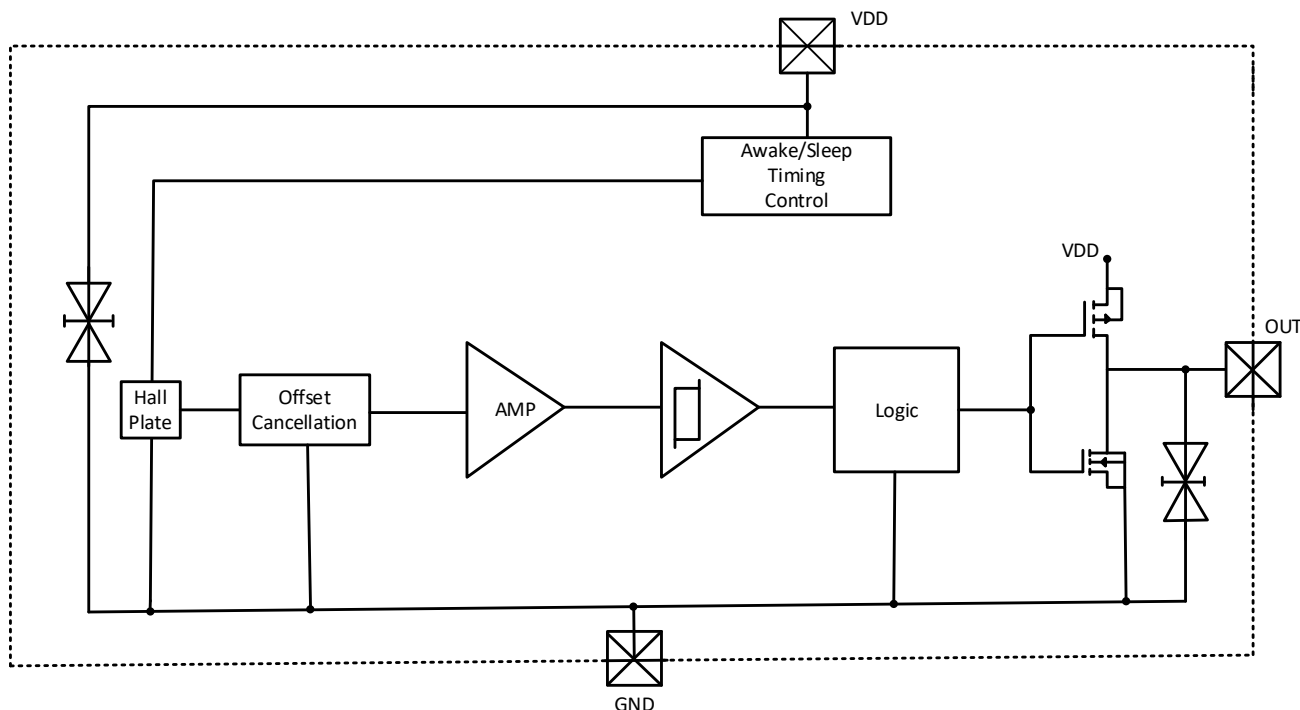 VDD
Awake/Sleep
Timing
Control
VDD
OUT
Hall
Plate
Offset
Cancellation
AMP
Logic
GND